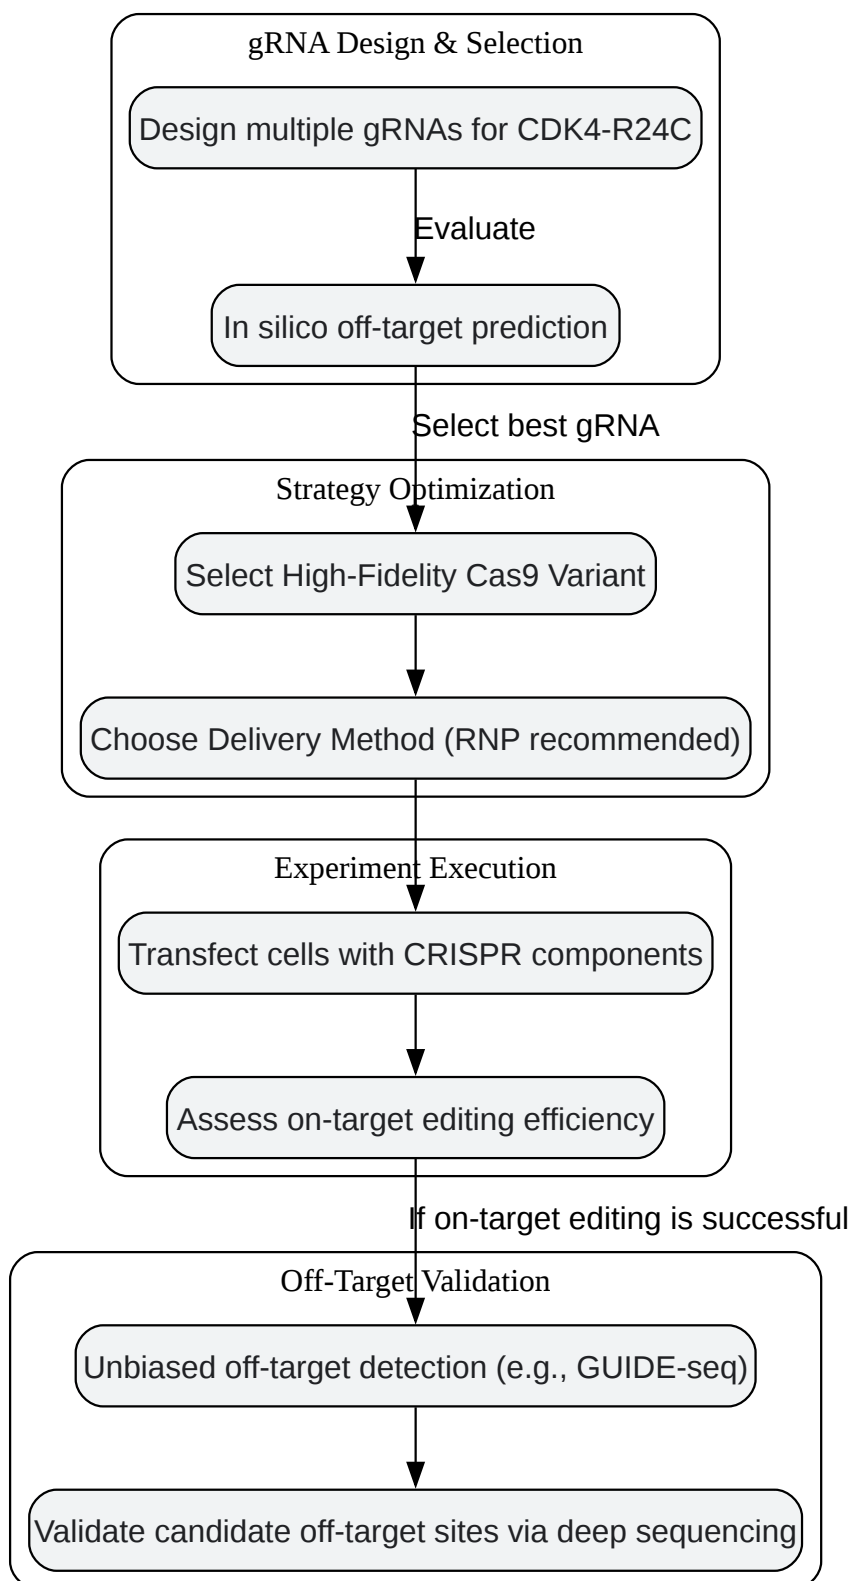 gRNA Design & Selection
Design multiple gRNAs for CDK4-R24C
Evaluate
In silico off-target prediction
Select best gRNA
Strategy Optimization
Select High-Fidelity Cas9 Variant
Choose Delivery Method (RNP recommended)
Experiment Execution
Transfect cells with CRISPR components
Assess on-target editing efficiency
If on-target editing is successful
Off-Target Validation
Unbiased off-target detection (e.g., GUIDE-seq)
Validate candidate off-target sites via deep sequencing